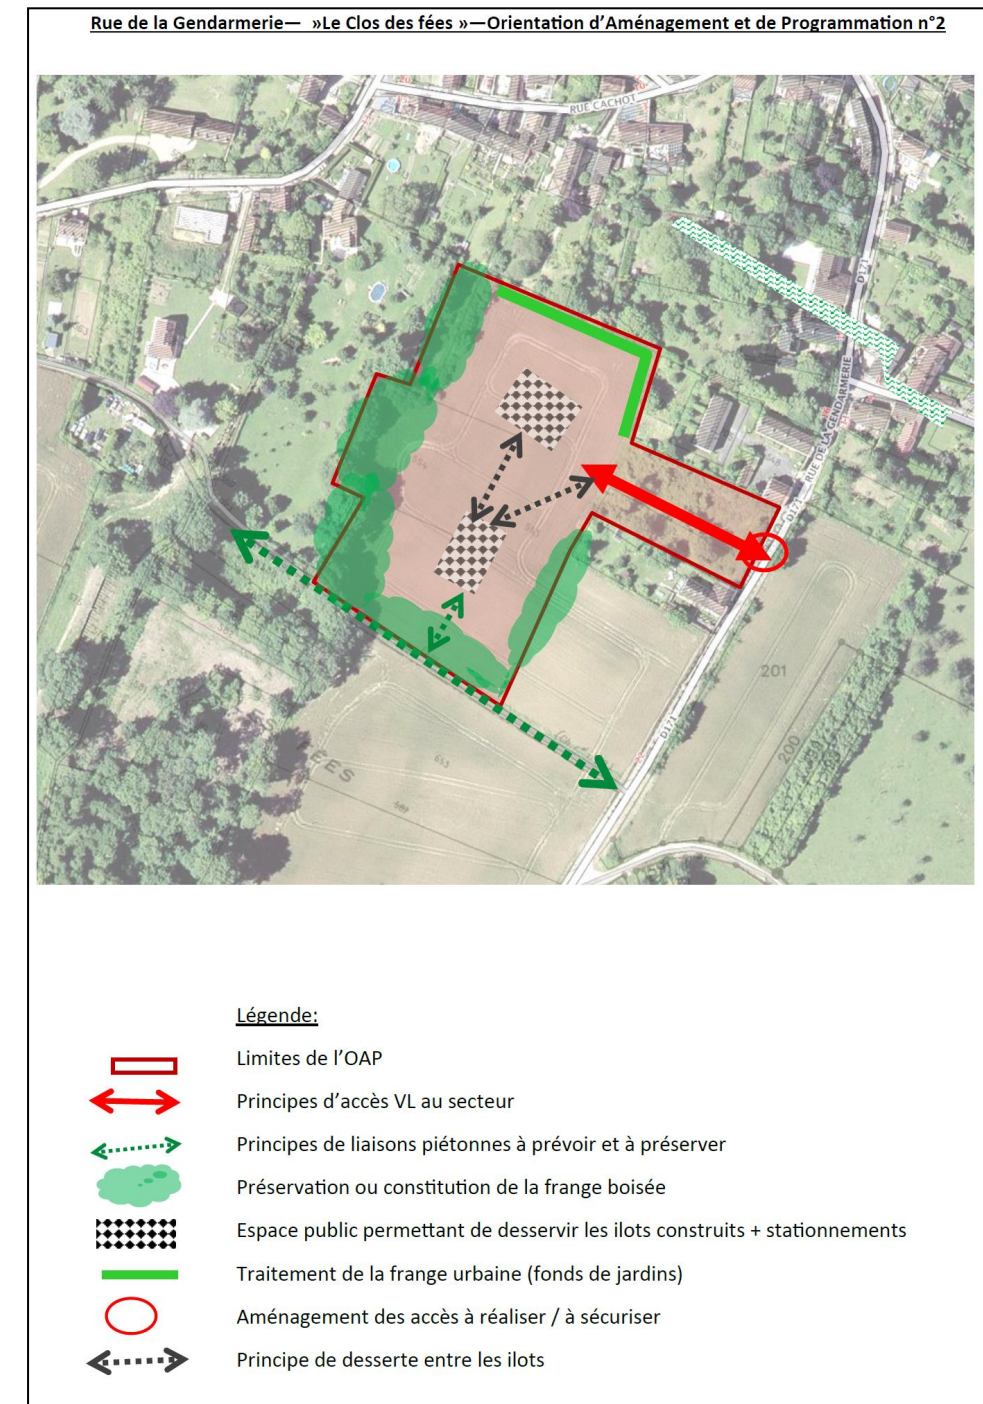 Rue de la Gendarmerie— »Le Clos des fées »—Orientation d’Aménagement et de Programmation n°2
RUE CACHOT
D171
D171 — RUE DE LA GENDARMERIE
D171
201
200
653
ÉES
D171
Légende:
Limites de l’OAP
Principes d’accès VL au secteur
Principes de liaisons piétonnes à prévoir et à préserver
Préservation ou constitution de la frange boisée
Espace public permettant de desservir les ilots construits + stationnements
Traitement de la frange urbaine (fonds de jardins)
Aménagement des accès à réaliser / à sécuriser
Principe de desserte entre les ilots